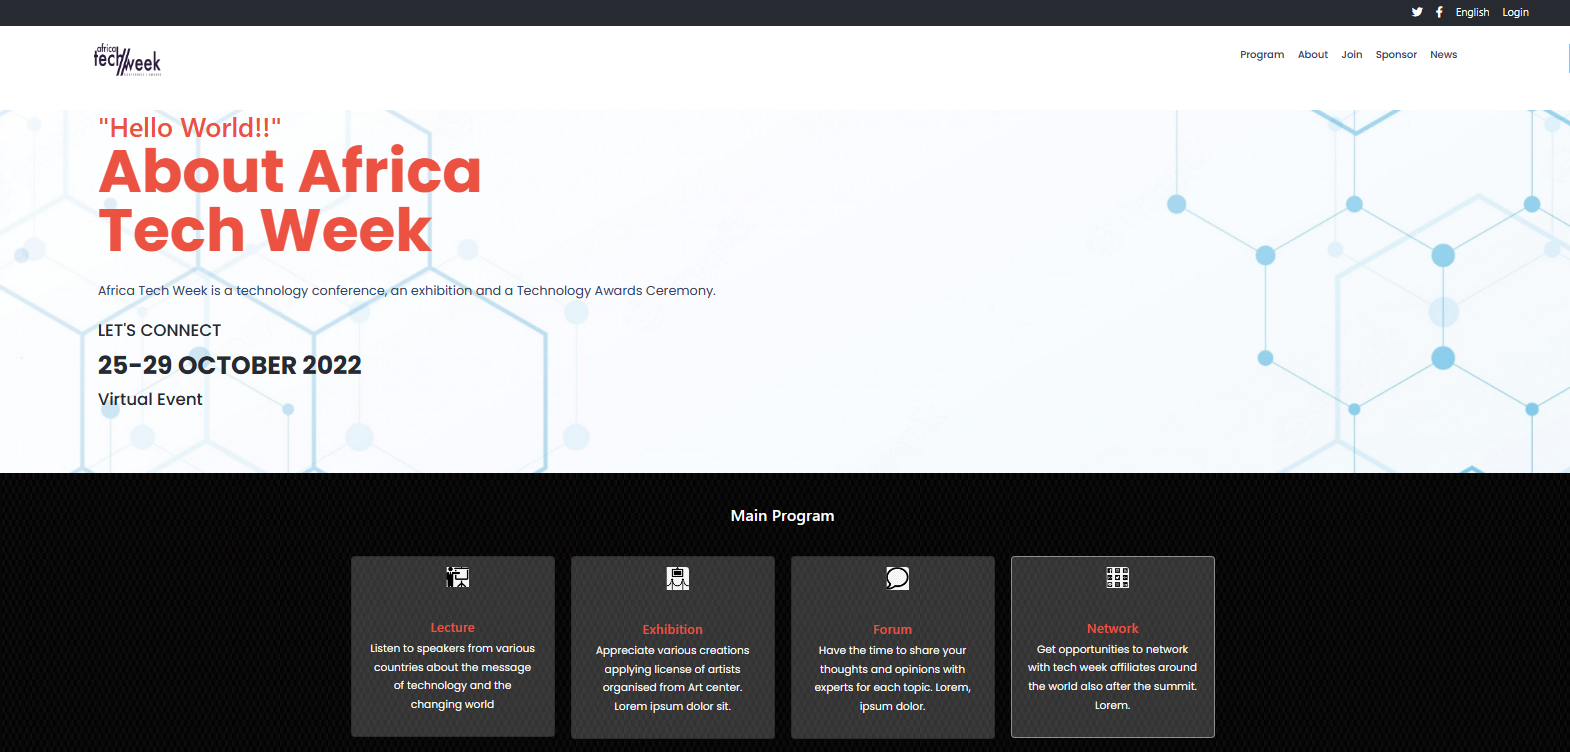 English Login
africa
tech//week
Program About Join Sponsor News
"Hello World!!"
About Africa
Tech Week
Africa Tech Week is a technology conference, an exhibition and a Technology Awards Ceremony.
LET'S CONNECT
25-29 OCTOBER 2022
Virtual Event
Main Program
Lecture
Listen to speakers from various
countries about the message
of technology and the
changing world
Exhibition
Appreciate various creations
applying license of artists
organised from Art center.
Lorem ipsum dolor sit.
Forum
Have the time to share your
thoughts and opinions with
experts for each topic. Lorem,
ipsum dolor.
Network
Get opportunities to network
with tech week affiliates around
the world also after the summit.
Lorem.